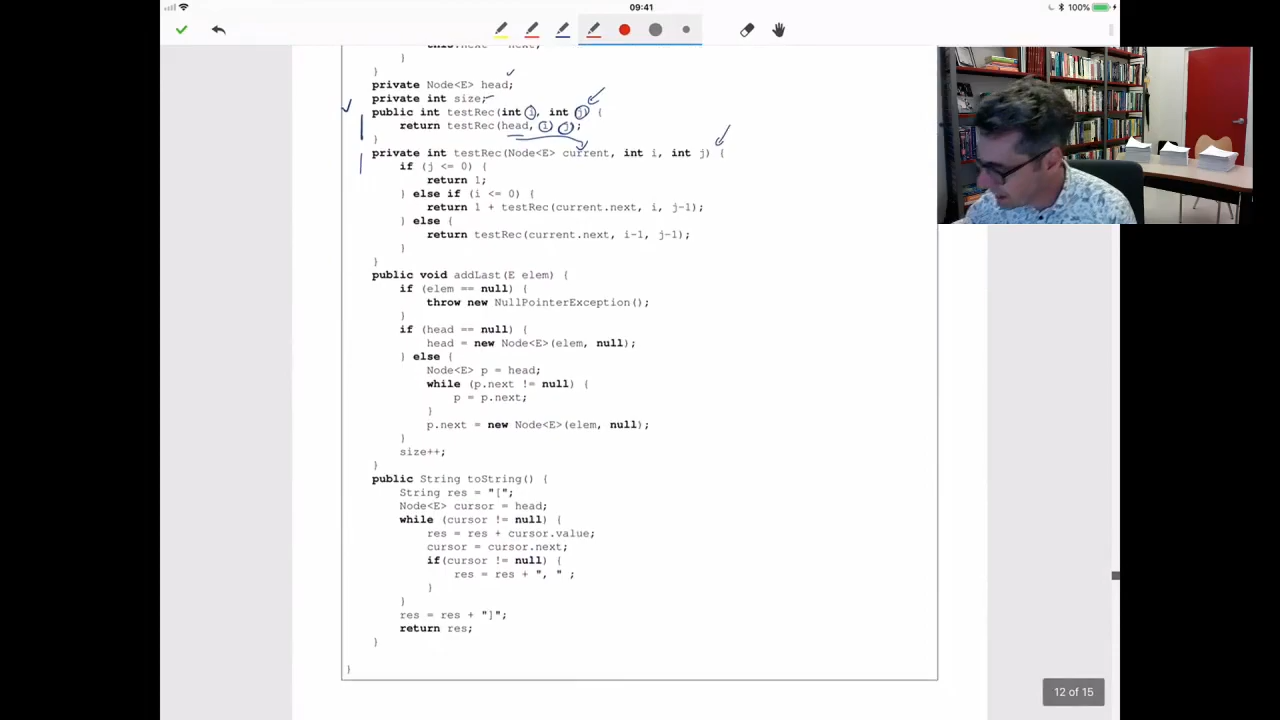 09:41
100%
this.next = next;
}
}
private Node<E> head;
private int size;
public int testRec(int i, int j) {
return testRec(head, i, j);
}
private int testRec(Node<E> current, int i, int j) {
if (j <= 0) {
return 1;
} else if (i <= 0) {
return 1 + testRec(current.next, i, j-1);
} else {
return testRec(current.next, i-1, j-1);
}
}
public void addLast(E elem) {
if (elem == null) {
throw new NullPointerException();
}
if (head == null) {
head = new Node<E>(elem, null);
} else {
Node<E> p = head;
while (p.next != null) {
p = p.next;
}
p.next = new Node<E>(elem, null);
}
size++;
}
public String toString() {
String res = "[";
Node<E> cursor = head;
while (cursor != null) {
res = res + cursor.value;
cursor = cursor.next;
if(cursor != null) {
res = res + ", " ;
}
}
res = res + "]";
return res;
}
}
12 of 15